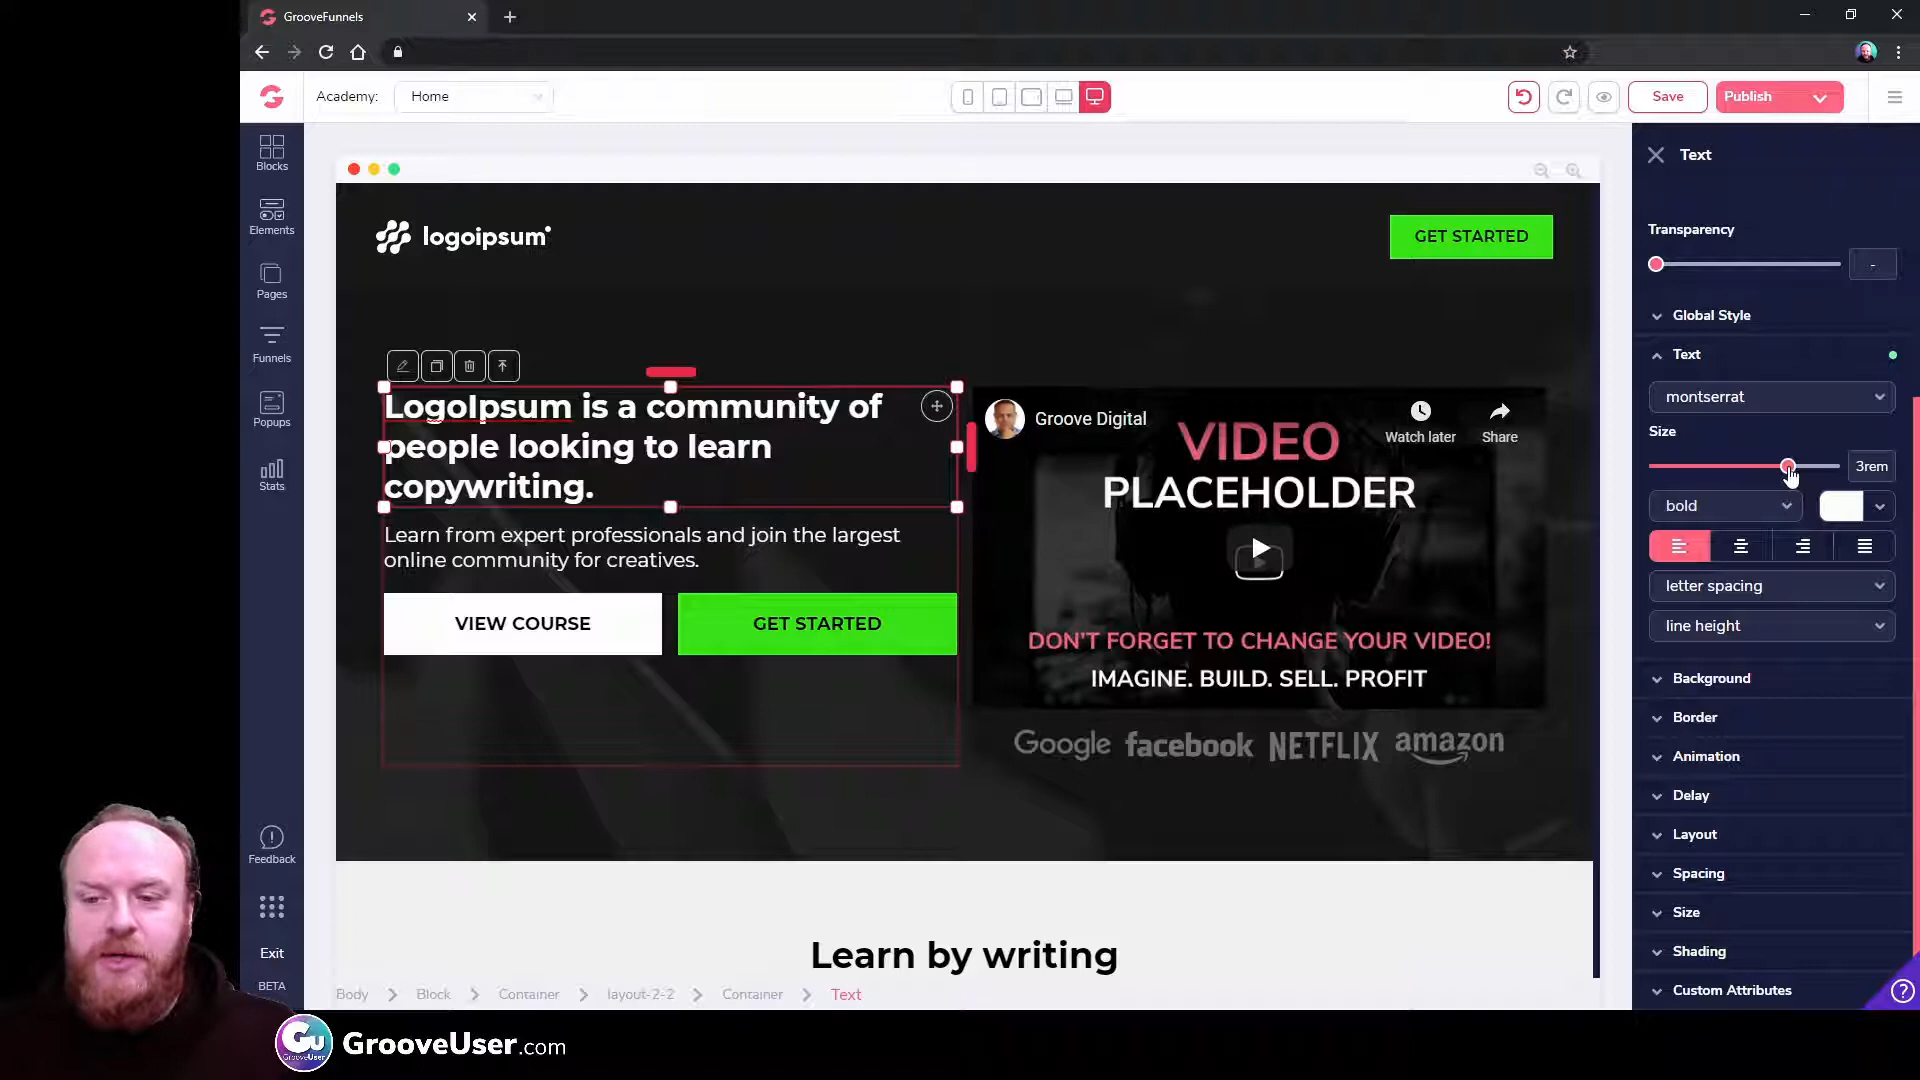 GrooveFunnels
Academy:
Home
Save
Publish
Blocks
Elements
Pages
Funnels
Popups
Stats
Feedback
Exit
BETA
logoipsum
GET STARTED
LogoIpsum is a community of
people looking to learn
copywriting.
Learn from expert professionals and join the largest
online community for creatives.
VIEW COURSE
GET STARTED
Groove Digital
Watch later
Share
VIDEO
PLACEHOLDER
DON'T FORGET TO CHANGE YOUR VIDEO!
IMAGINE. BUILD. SELL. PROFIT
Google facebook NETFLIX amazon
Learn by writing
Body
Block
Container
layout-2-2
Container
Text
Text
Transparency
-
Global Style
Text
montserrat
Size
3rem
bold
letter spacing
line height
Background
Border
Animation
Delay
Layout
Spacing
Size
Shading
Custom Attributes
?
Gu
GrooveUser
GrooveUser.com